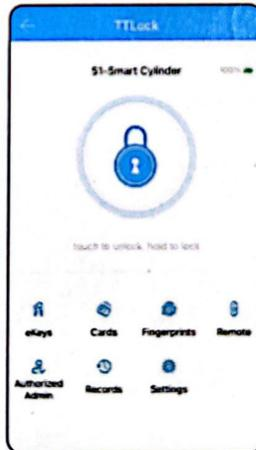 TTLock
S1-Smart Cylinder 100%
touch to unlock, hold to lock
eKeys Cards Fingerprints Remote
Authorized
Admin Records Settings